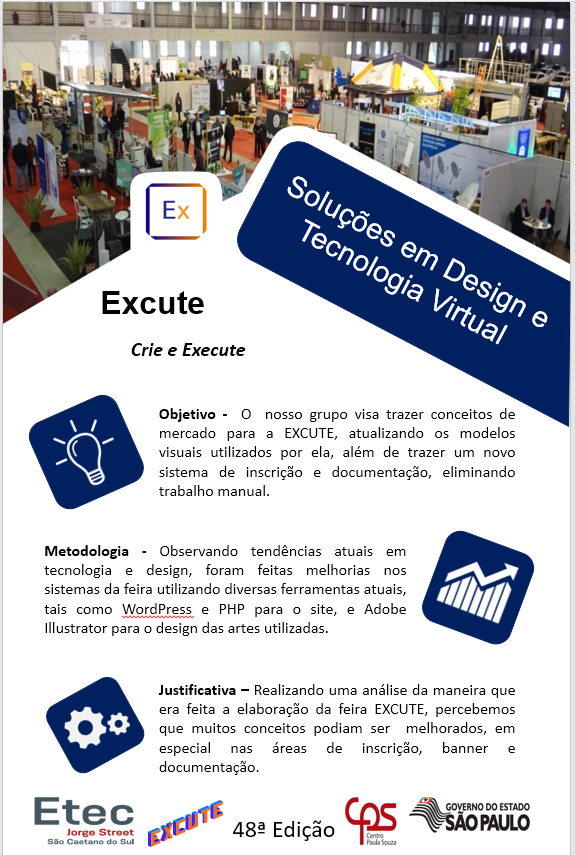 Soluções em Design e
Tecnologia Virtual
Ex
Excute
Crie e Execute
Objetivo - O nosso grupo visa trazer conceitos de
mercado para a EXCUTE, atualizando os modelos
visuais utilizados por ela, além de trazer um novo
sistema de inscrição e documentação, eliminando
trabalho manual.
Metodologia - Observando tendências atuais em
tecnologia e design, foram feitas melhorias nos
sistemas da feira utilizando diversas ferramentas atuais,
tais como WordPress e PHP para o site, e Adobe
Illustrator para o design das artes utilizadas.
Justificativa – Realizando uma análise da maneira que
era feita a elaboração da feira EXCUTE, percebemos
que muitos conceitos podiam ser melhorados, em
especial nas áreas de inscrição, banner e
documentação.
Etec
Jorge Street
São Caetano do Sul
EXCUTE
48ª Edição
CPS
Centro
Paula Souza
GOVERNO DO ESTADO
SÃO PAULO